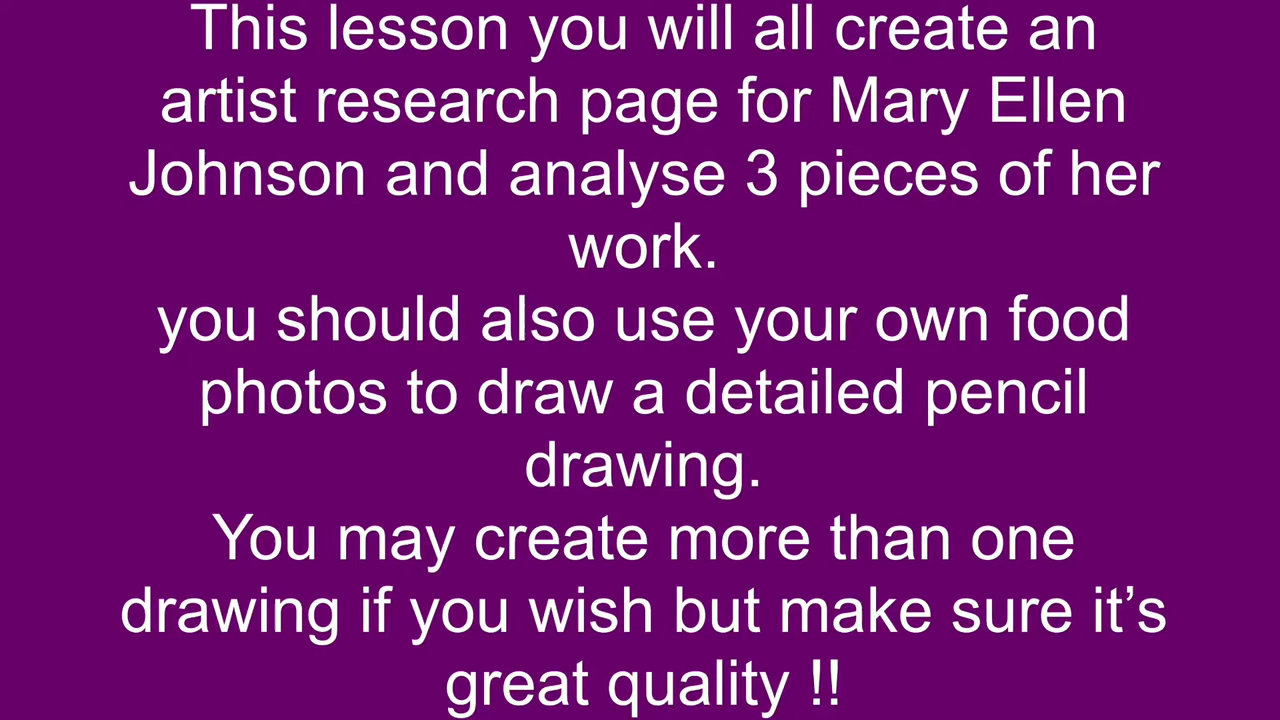 This lesson you will all create an
artist research page for Mary Ellen
Johnson and analyse 3 pieces of her
work.
you should also use your own food
photos to draw a detailed pencil
drawing.
You may create more than one
drawing if you wish but make sure it’s
great quality !!